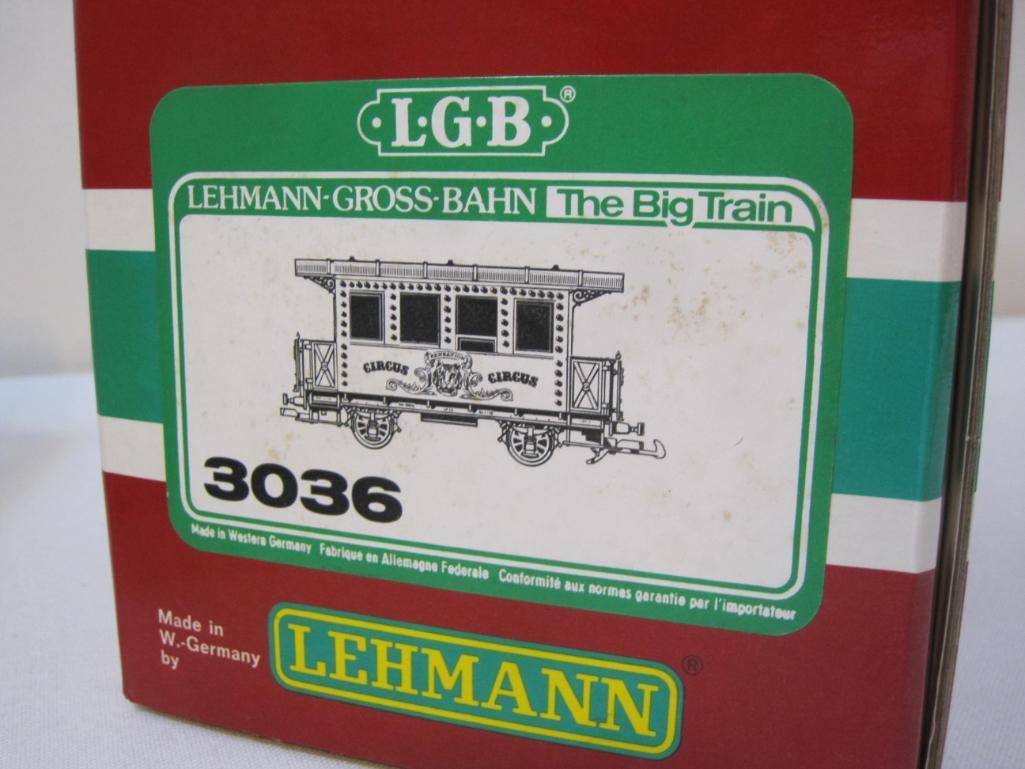 L·G·B®
LEHMANN-GROSS-BAHN The Big Train
SENSATION
CIRCUS CIRCUS
3036
Made in Western Germany Fabrique en Allemagne Federale Conformité aux normes garantie par l'importateur
Made in
W.-Germany
by
LEHMANN®